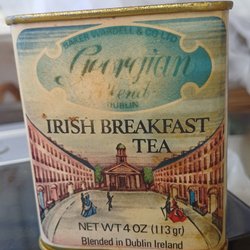 BAKER WARDELL & CO LTD
Georgian
Blend
DUBLIN
IRISH BREAKFAST
TEA
NET WT 4 OZ (113 gr)
Blended in Dublin Ireland